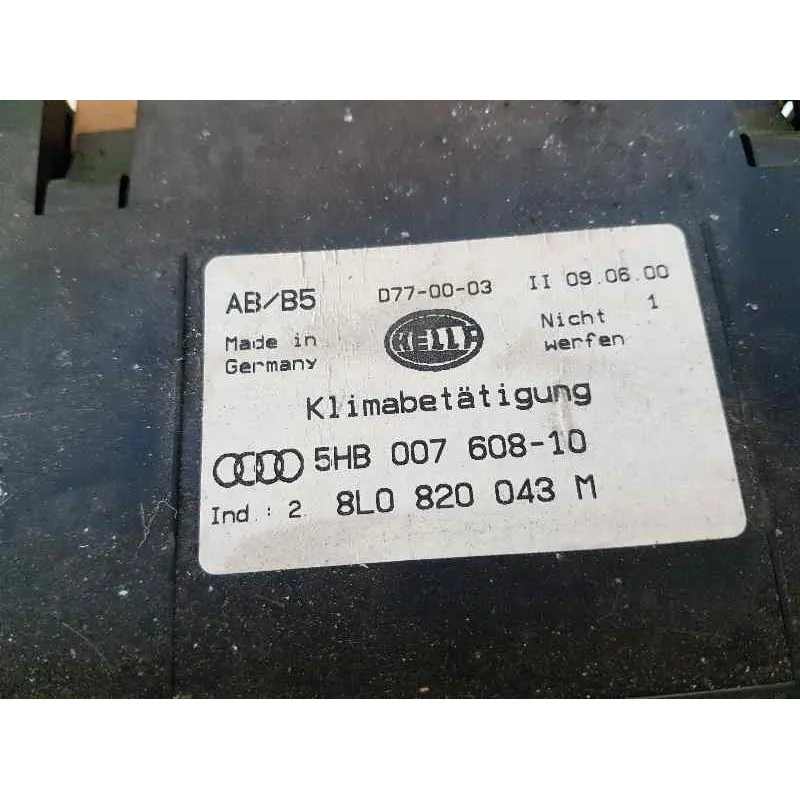 AB/B5 D77-00-03 II 09.06.00
Made in Germany
HELLA
Nicht 1
werfen
Klimabetätigung
5HB 007 608-10
Ind.: 2 8L0 820 043 M